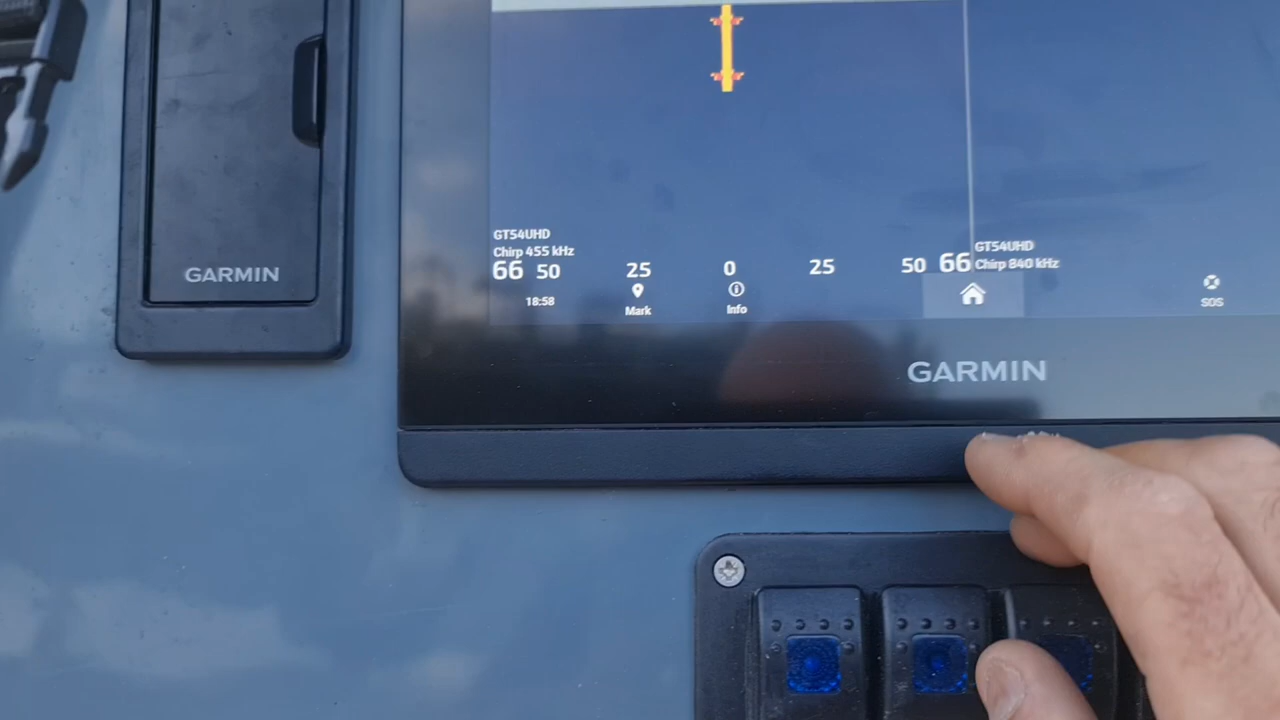 GARMIN
GT54UHD
Chirp 455 kHz
66 50 25 0 25 50 66
GT54UHD
Chirp 840 kHz
18:58
Mark
Info
SOS
GARMIN